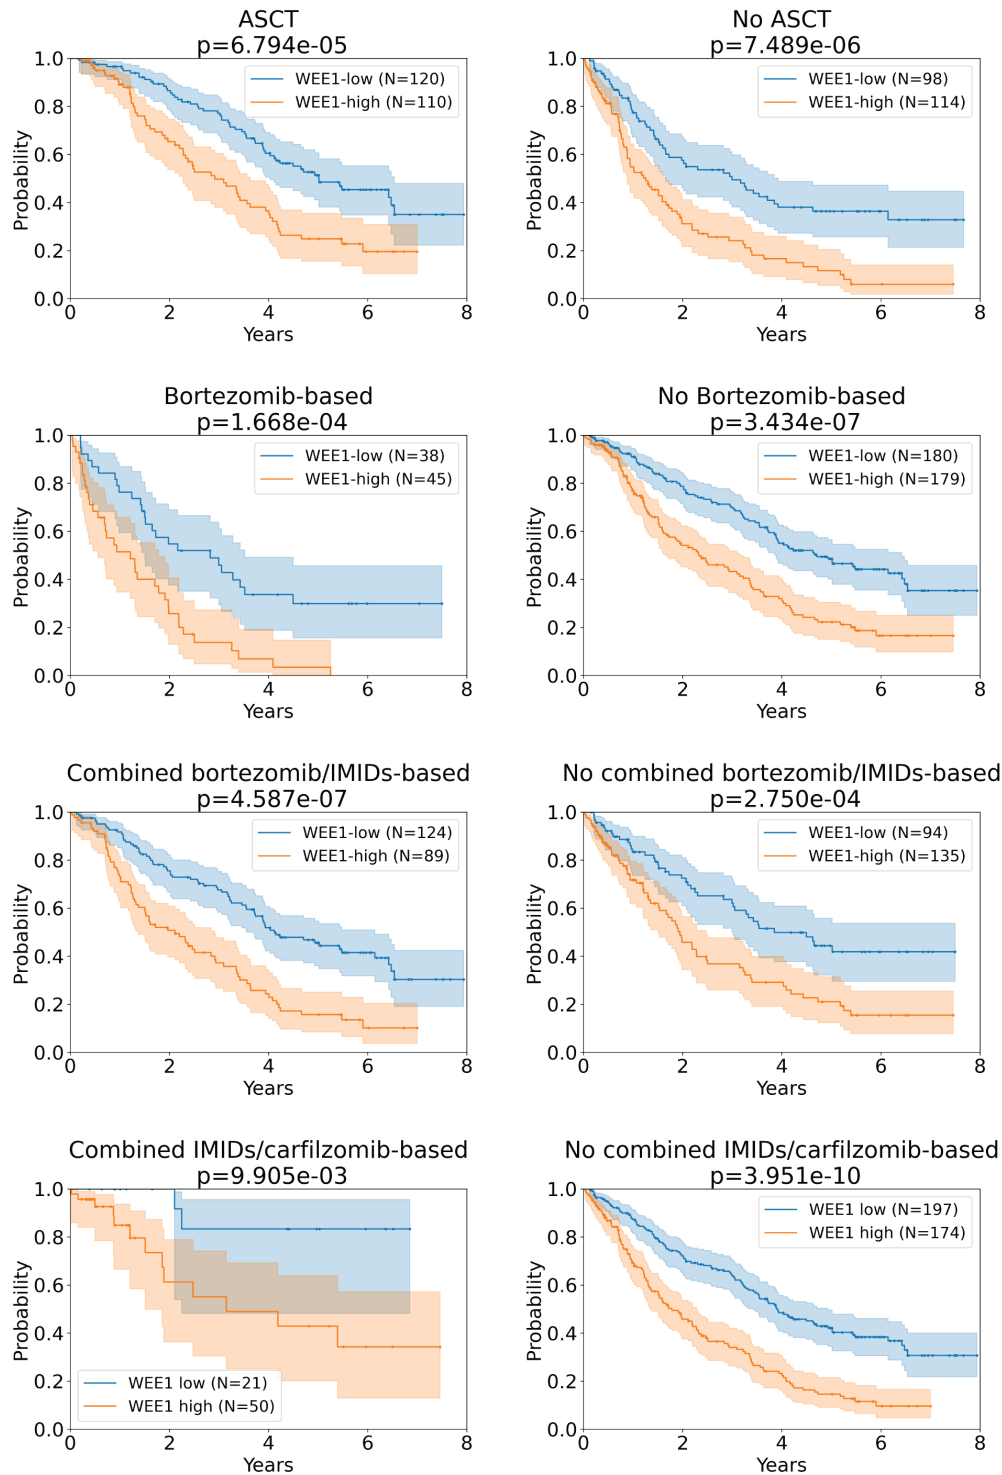 ASCT
p=6.794e-05
1.0
0.8
0.6
0.4
0.2
0.0
Probability
WEE1-low (N=120)
WEE1-high (N=110)
0 2 4 6 8
Years
No ASCT
p=7.489e-06
1.0
0.8
0.6
0.4
0.2
0.0
Probability
WEE1-low (N=98)
WEE1-high (N=114)
0 2 4 6 8
Years
Bortezomib-based
p=1.668e-04
1.0
0.8
0.6
0.4
0.2
0.0
Probability
WEE1-low (N=38)
WEE1-high (N=45)
0 2 4 6 8
Years
No Bortezomib-based
p=3.434e-07
1.0
0.8
0.6
0.4
0.2
0.0
Probability
WEE1-low (N=180)
WEE1-high (N=179)
0 2 4 6 8
Years
Combined bortezomib/IMIDs-based
p=4.587e-07
1.0
0.8
0.6
0.4
0.2
0.0
Probability
WEE1-low (N=124)
WEE1-high (N=89)
0 2 4 6 8
Years
No combined bortezomib/IMIDs-based
p=2.750e-04
1.0
0.8
0.6
0.4
0.2
0.0
Probability
WEE1-low (N=94)
WEE1-high (N=135)
0 2 4 6 8
Years
Combined IMIDs/carfilzomib-based
p=9.905e-03
1.0
0.8
0.6
0.4
0.2
0.0
Probability
WEE1 low (N=21)
WEE1 high (N=50)
0 2 4 6 8
Years
No combined IMIDs/carfilzomib-based
p=3.951e-10
1.0
0.8
0.6
0.4
0.2
0.0
Probability
WEE1 low (N=197)
WEE1 high (N=174)
0 2 4 6 8
Years